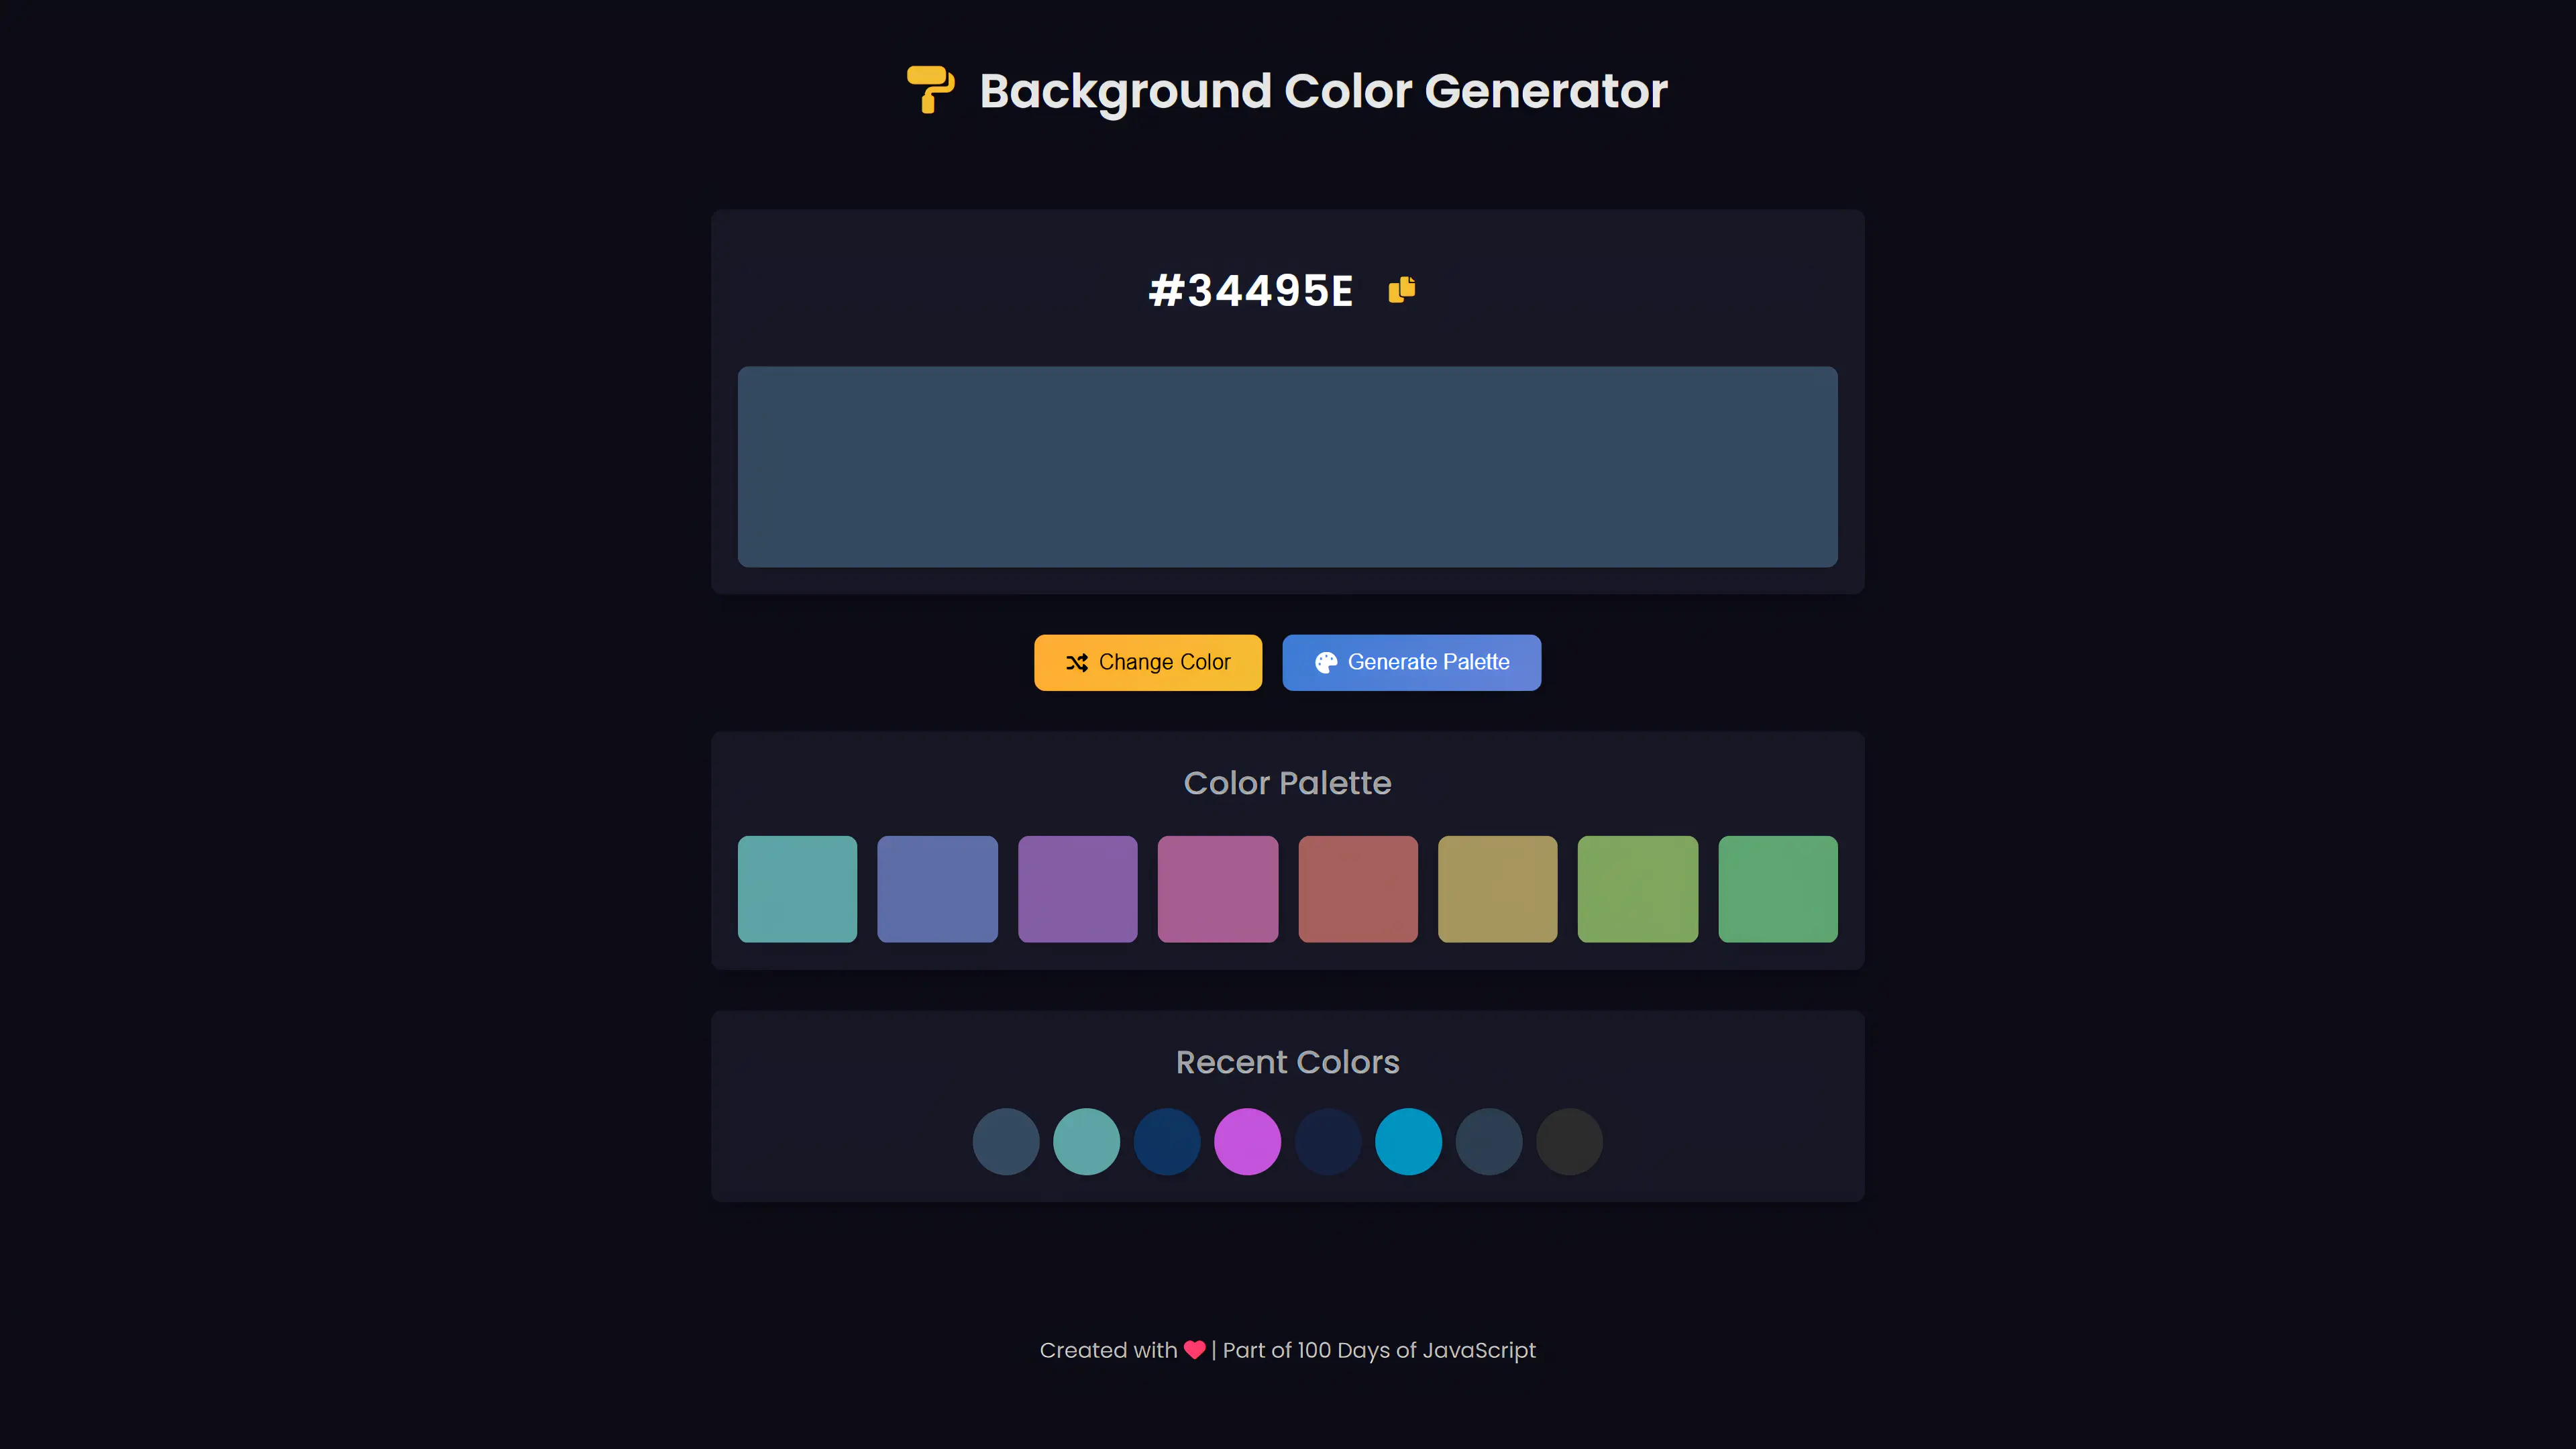 Background Color Generator
#34495E
Change Color
Generate Palette
Color Palette
Recent Colors
Created with ❤ | Part of 100 Days of JavaScript